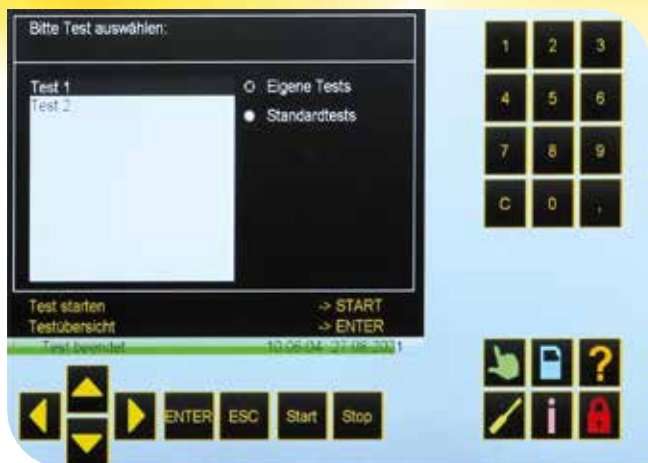 Bitte Test auswählen:
Test 1
Eigene Tests
Test 2
Standardtests
Test starten -> START
Testübersicht -> ENTER
Test beendet 10:06:04 27.08.2021
1 2 3
4 5 6
7 8 9
C 0 ,
ENTER ESC Start Stop
? 
i